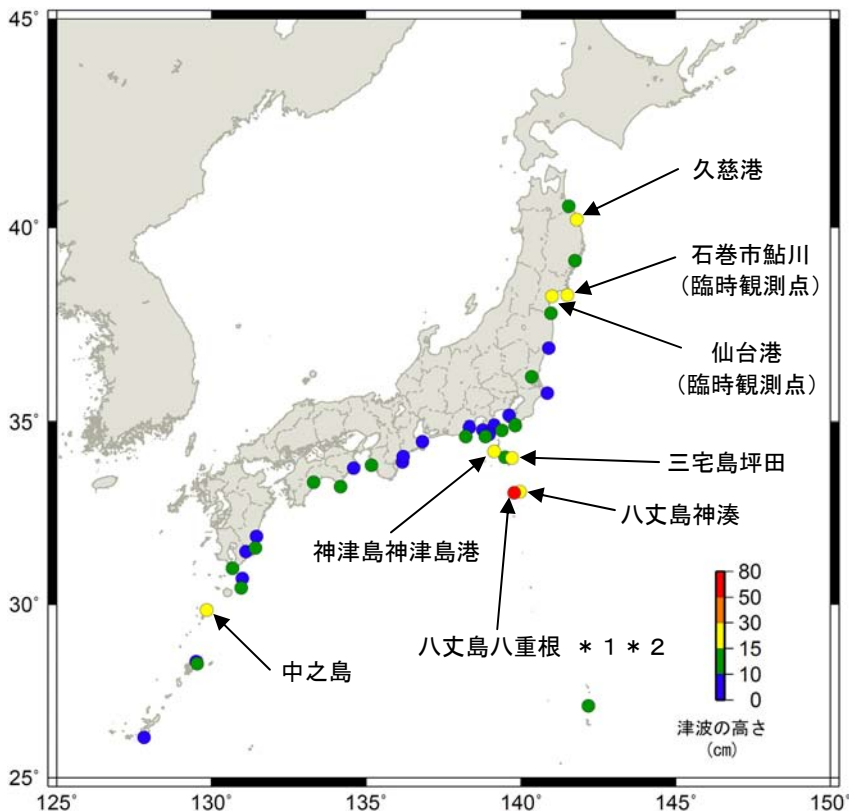 45°
40°
35°
30°
25°
125°
130°
135°
140°
145°
150°
久慈港
石巻市鮎川
(臨時観測点)
仙台港
(臨時観測点)
三宅島坪田
八丈島神湊
神津島神津島港
八丈島八重根 *1*2
中之島
80
50
30
15
10
0
津波の高さ
(cm)